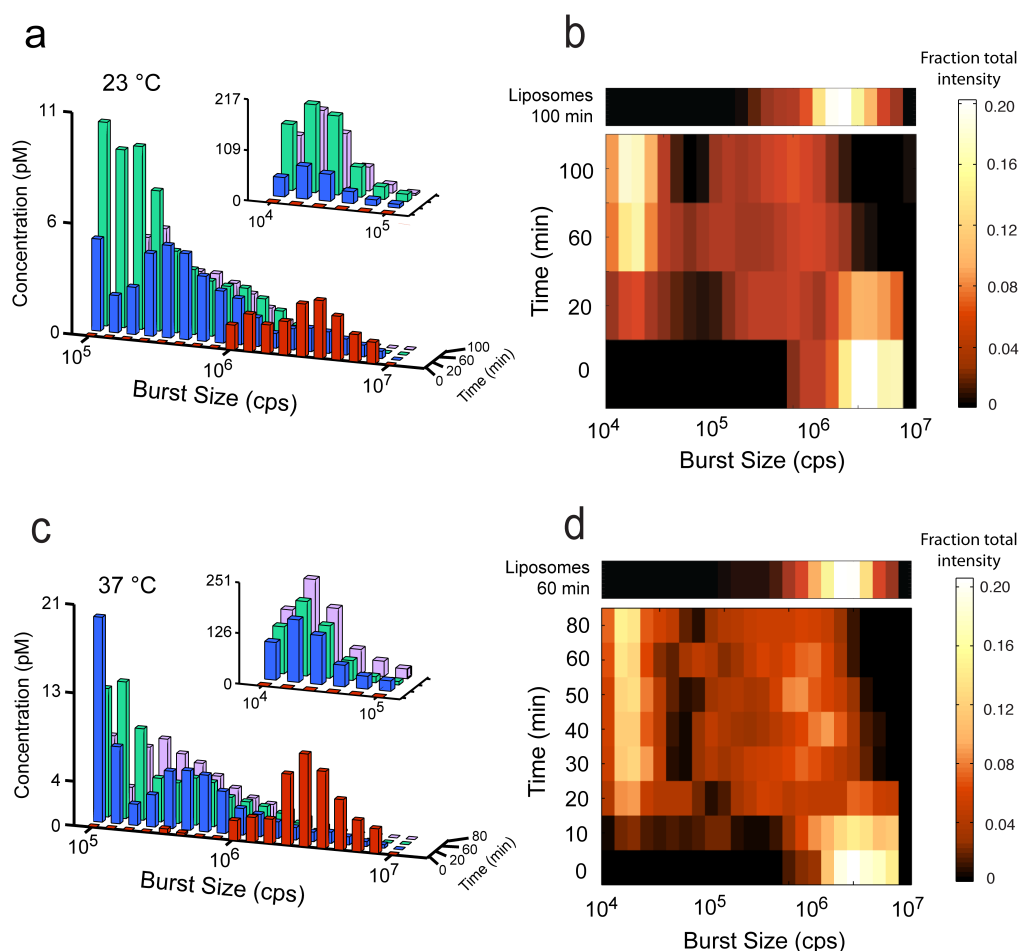 a
23 °C
11
6
0
Concentration (pM)
217
109
0
10^4
10^5
10^5
10^6
10^7
Burst Size (cps)
0 20 60 100
Time (min)
b
Fraction total
intensity
Liposomes
100 min
0.20
0.16
0.12
0.08
0.04
0
100
60
20
0
Time (min)
10^4 10^5 10^6 10^7
Burst Size (cps)
c
37 °C
21
13
4
0
Concentration (pM)
251
126
0
10^4
10^5
10^5
10^6
10^7
Burst Size (cps)
0 20 60 80
Time (min)
d
Fraction total
intensity
Liposomes
60 min
0.20
0.16
0.12
0.08
0.04
0
80
60
50
40
30
20
10
0
Time (min)
10^4 10^5 10^6 10^7
Burst Size (cps)